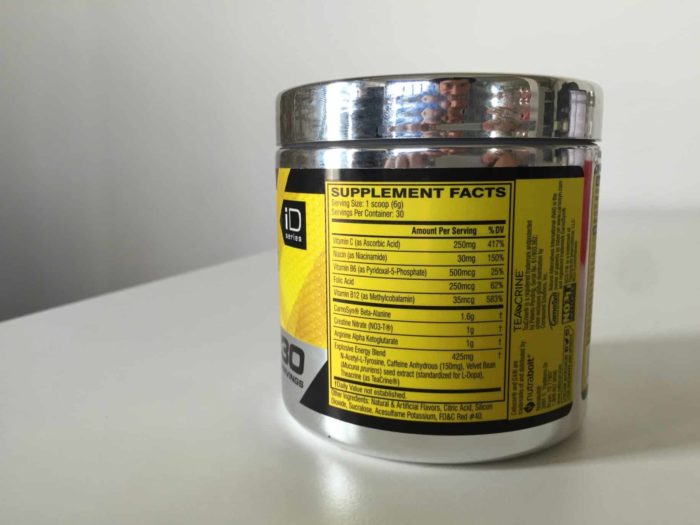 iD
series
30
SERVINGS
SUPPLEMENT FACTS
Serving Size: 1 scoop (6g)
Servings Per Container: 30
Amount Per Serving %DV
Vitamin C (as Ascorbic Acid) 250mg 417%
Niacin (as Niacinamide) 30mg 150%
Vitamin B6 (as Pyridoxal-5-Phosphate) 500mcg 25%
Folic Acid 250mcg 62%
Vitamin B12 (as Methylcobalamin) 35mcg 583%
CarnoSyn® Beta-Alanine 1.6g †
Creatine Nitrate (NO3-T®) 1g †
Arginine Alpha Ketoglutarate 1g †
Explosive Energy Blend 425mg †
N-Acetyl-L-Tyrosine, Caffeine Anhydrous (150mg), Velvet Bean
(Mucuna pruriens) seed extract (standardized for L-Dopa),
Theacrine (as TeaCrine®)
†Daily Value not established.
Other Ingredients: Natural & Artificial Flavors, Citric Acid, Silicon
Dioxide, Sucralose, Acesulfame Potassium, FD&C Red #40.
TEACRINE
nutrabolt®